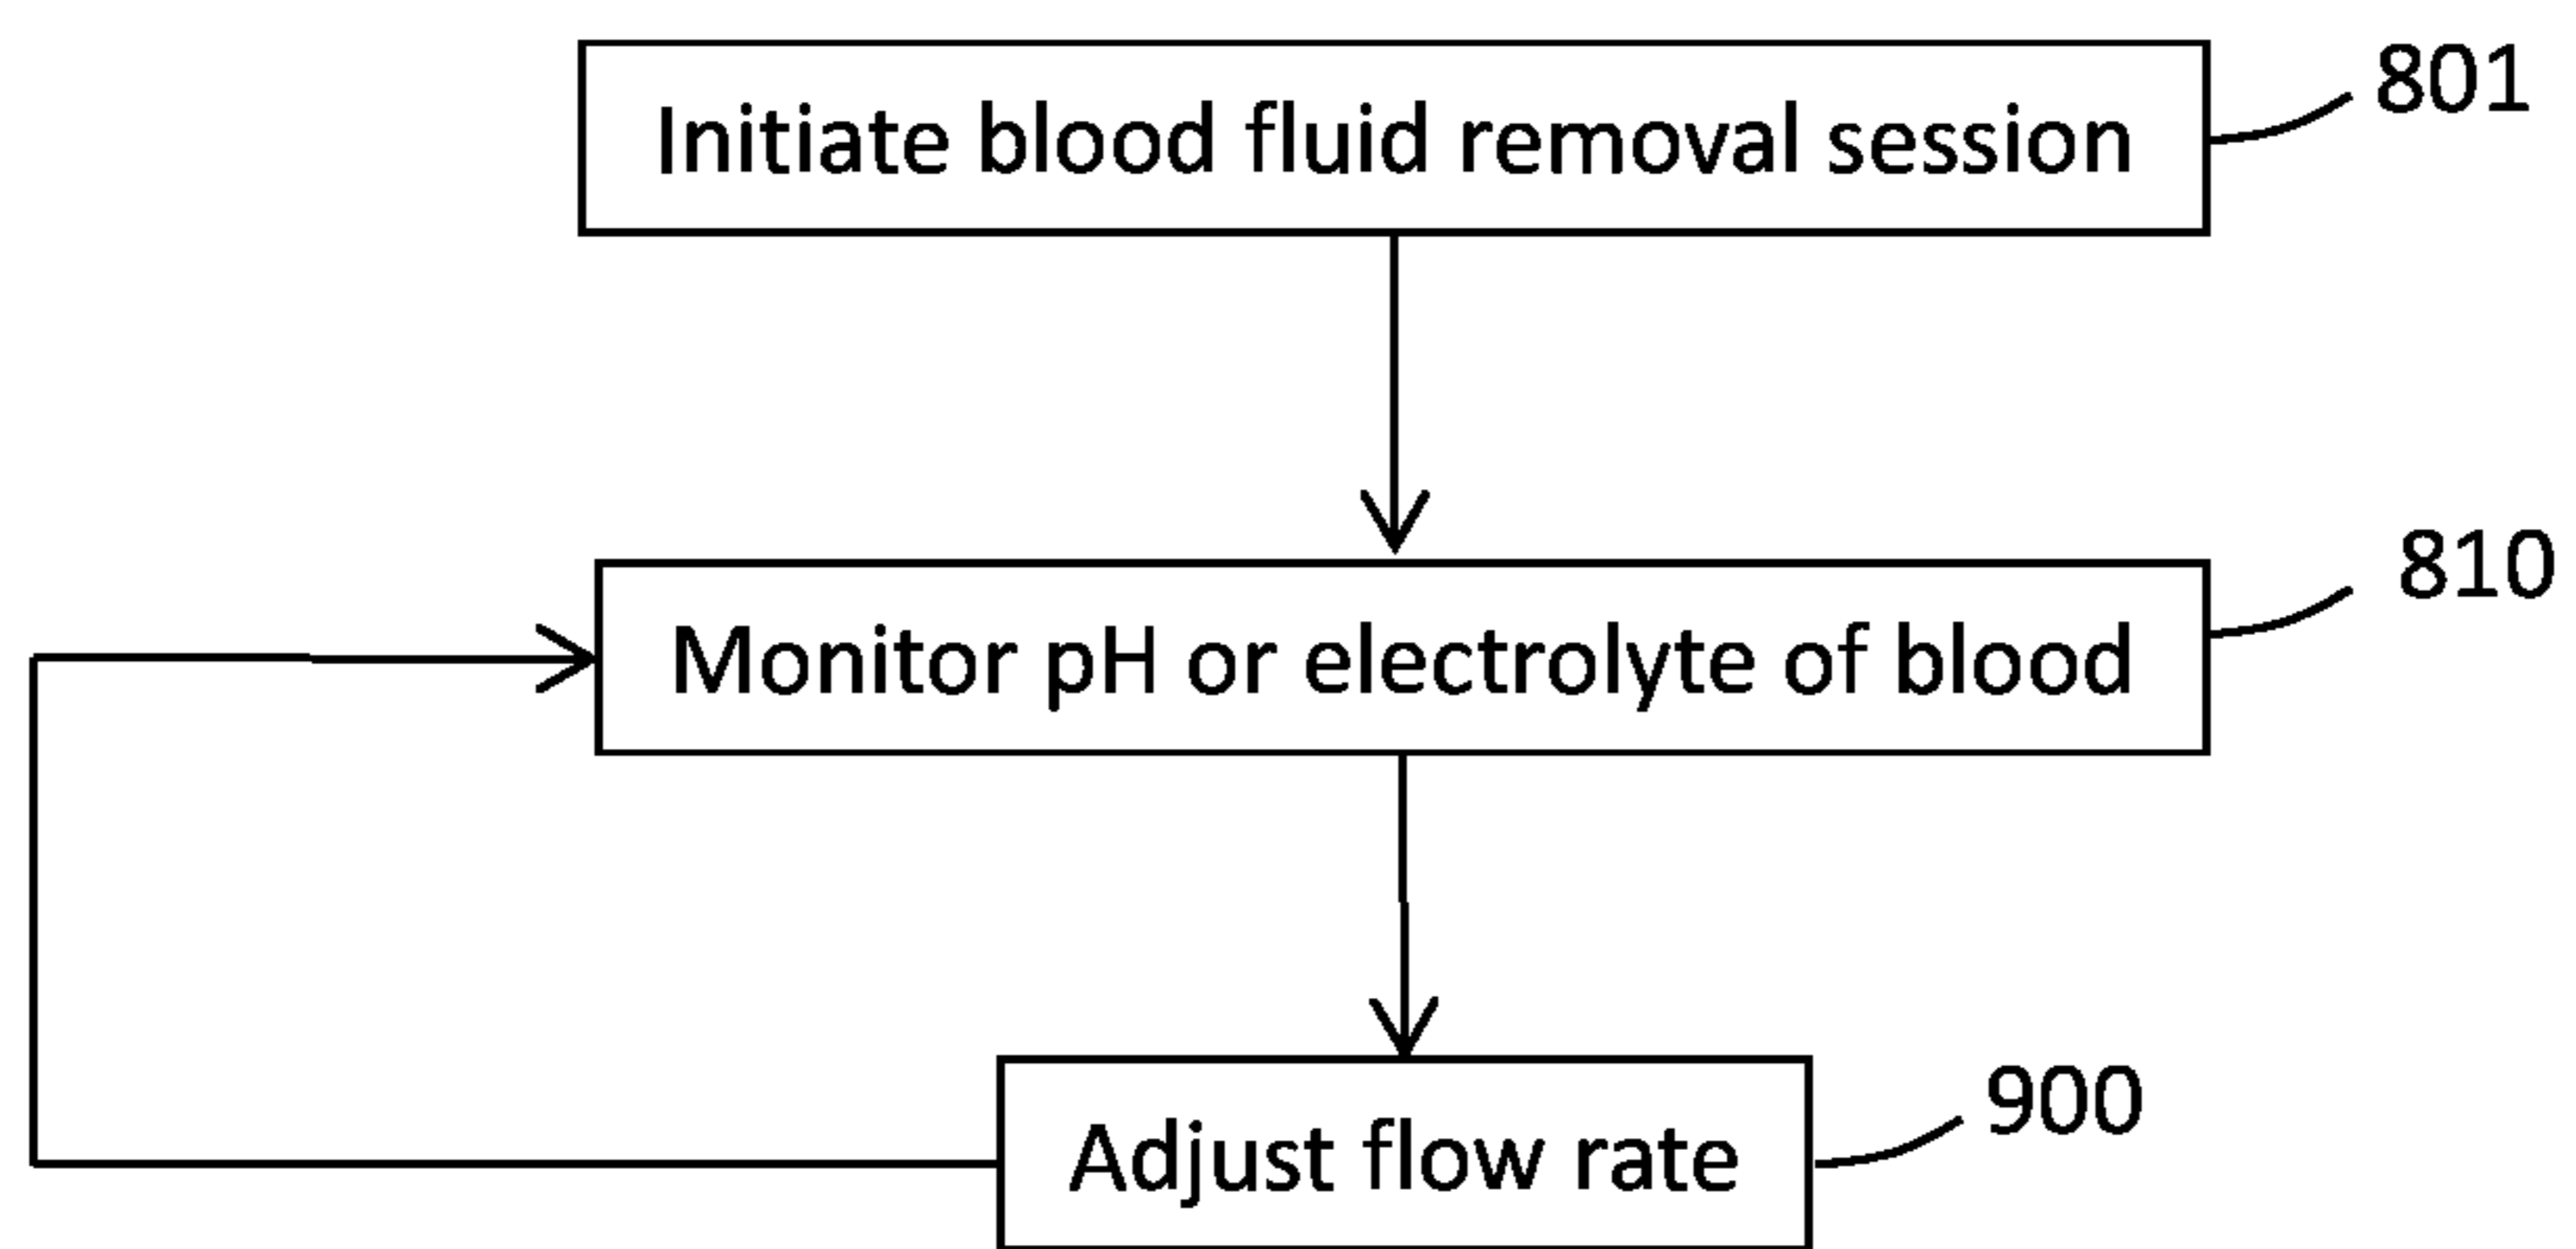 Initiate blood fluid removal session
801
Monitor pH or electrolyte of blood
810
Adjust flow rate
900